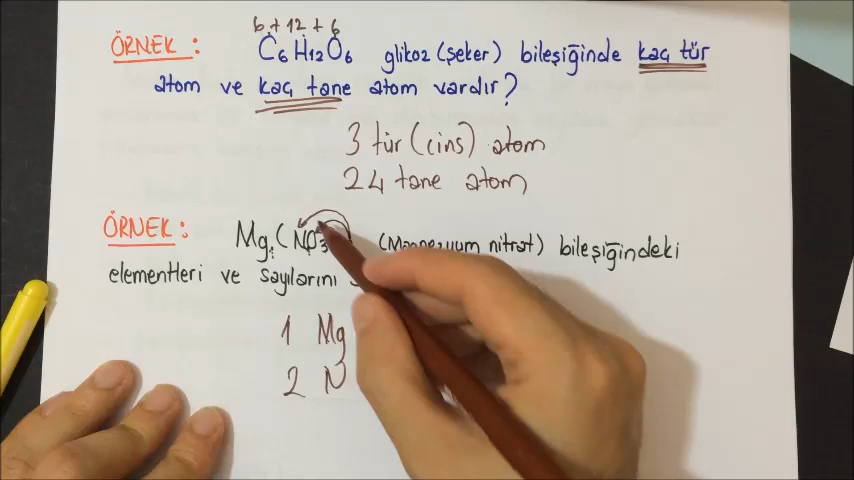 6 + 12 + 6
ÖRNEK : C6H12O6 glikoz (şeker) bileşiğinde kaç tür
atom ve kaç tane atom vardır?
3 tür (cins) atom
24 tane atom
ÖRNEK : Mg1 (NO3 (Magnezyum nitrat) bileşiğindeki
elementleri ve sayılarını
1 Mg
2 N